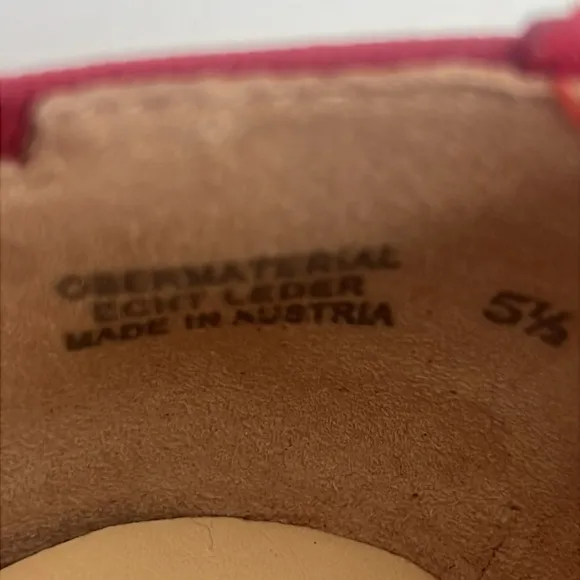 OBERMATERIAL
ECHT LEDER
MADE IN AUSTRIA
5½